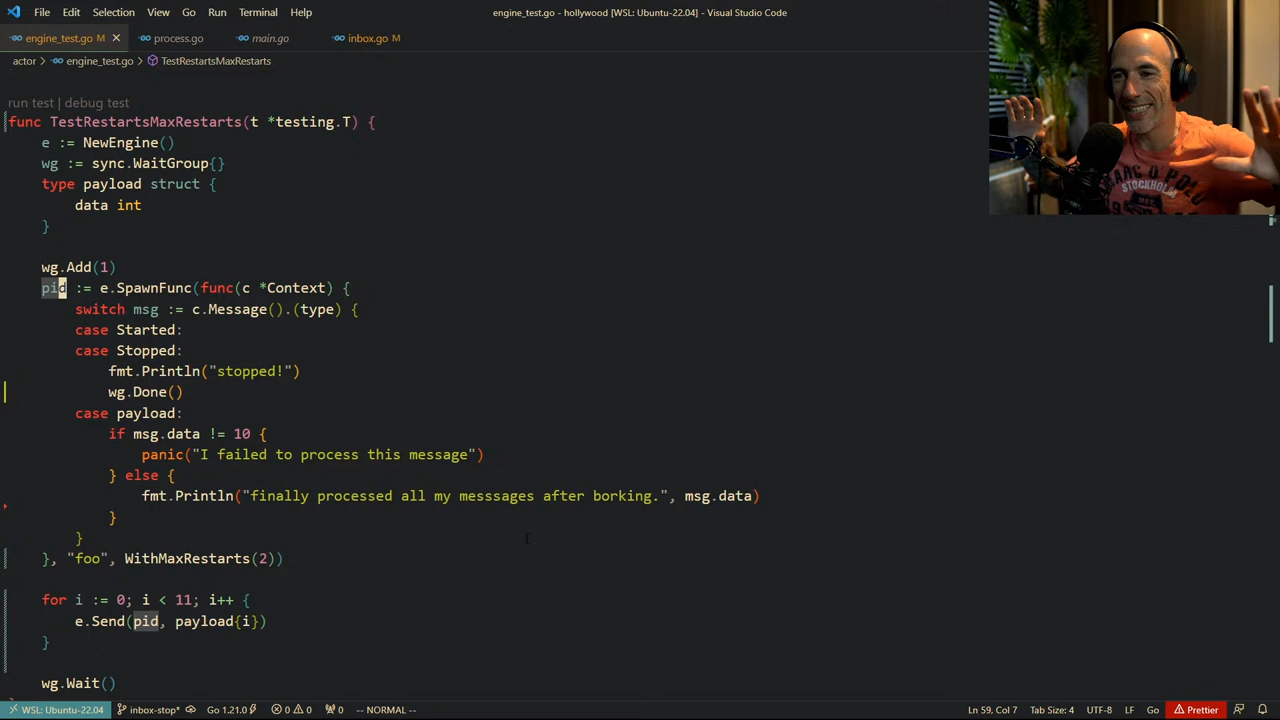 File Edit Selection View Go Run Terminal Help
engine_test.go - hollywood [WSL: Ubuntu-22.04] - Visual Studio Code
engine_test.go M
process.go
main.go
inbox.go M
actor > engine_test.go > TestRestartsMaxRestarts
run test | debug test
func TestRestartsMaxRestarts(t *testing.T) {
e := NewEngine()
wg := sync.WaitGroup{}
type payload struct {
data int
}
wg.Add(1)
pid := e.SpawnFunc(func(c *Context) {
switch msg := c.Message().(type) {
case Started:
case Stopped:
fmt.Println("stopped!")
wg.Done()
case payload:
if msg.data != 10 {
panic("I failed to process this message")
} else {
fmt.Println("finally processed all my messsages after borking.", msg.data)
}
}
}, "foo", WithMaxRestarts(2))
for i := 0; i < 11; i++ {
e.Send(pid, payload{i})
}
wg.Wait()
MARC O POLO
STOCKHOLM
WSL: Ubuntu-22.04 inbox-stop* Go 1.21.0 0 0 0 -- NORMAL -- Ln 59, Col 7 Tab Size: 4 UTF-8 LF Go Prettier